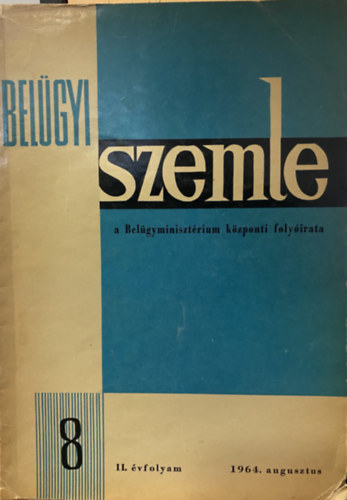 BELÜGYI
szemle
a Belügyminisztérium központi folyóirata
8
II. évfolyam
1964. augusztus